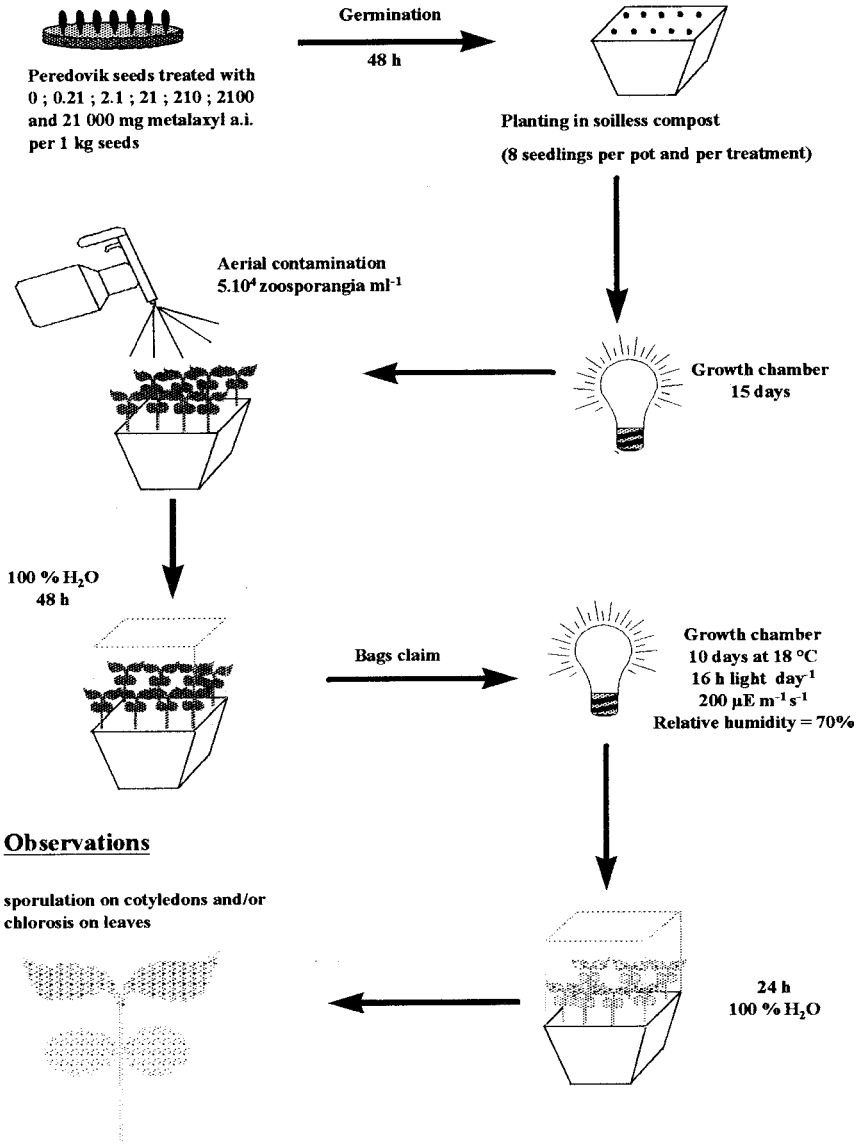 Germination
48 h
Peredovik seeds treated with
0 ; 0.21 ; 2.1 ; 21 ; 210 ; 2100
and 21 000 mg metalaxyl a.i.
per 1 kg seeds
Planting in soilless compost
(8 seedlings per pot and per treatment)
Aerial contamination
5.10⁴ zoosporangia ml⁻¹
Growth chamber
15 days
100 % H₂O
48 h
Bags claim
Growth chamber
10 days at 18 °C
16 h light day⁻¹
200 µE m⁻¹ s⁻¹
Relative humidity = 70%
Observations
sporulation on cotyledons and/or
chlorosis on leaves
24 h
100 % H₂O